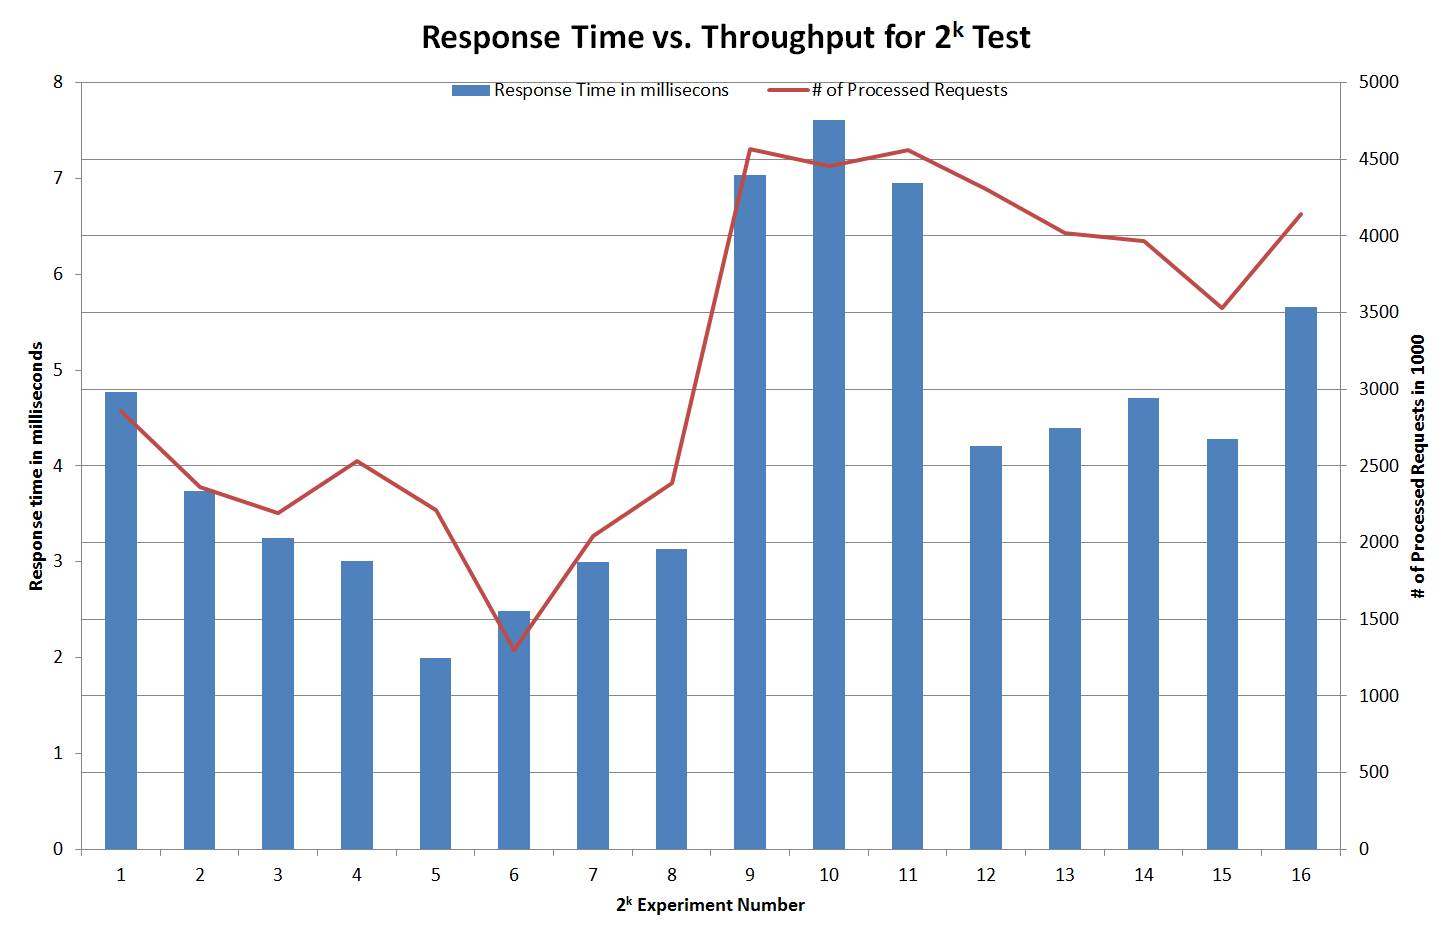 Response Time vs. Throughput for 2ᵏ Test
Response Time in millisecons
# of Processed Requests
8
7
6
5
4
3
2
1
0
Response time in milliseconds
5000
4500
4000
3500
3000
2500
2000
1500
1000
500
0
# of Processed Requests in 1000
1 2 3 4 5 6 7 8 9 10 11 12 13 14 15 16
2ᵏ Experiment Number